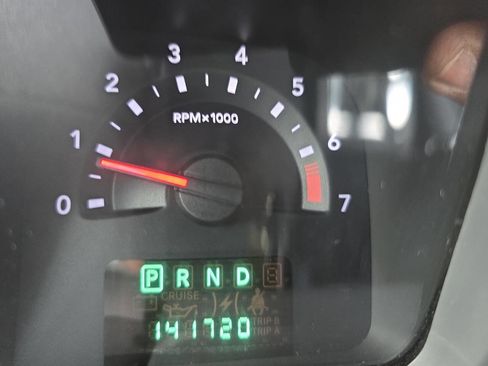 0 1 2 3 4 5 6 7
RPM×1000
P R N D
CRUISE
TRIP B
TRIP A
141720